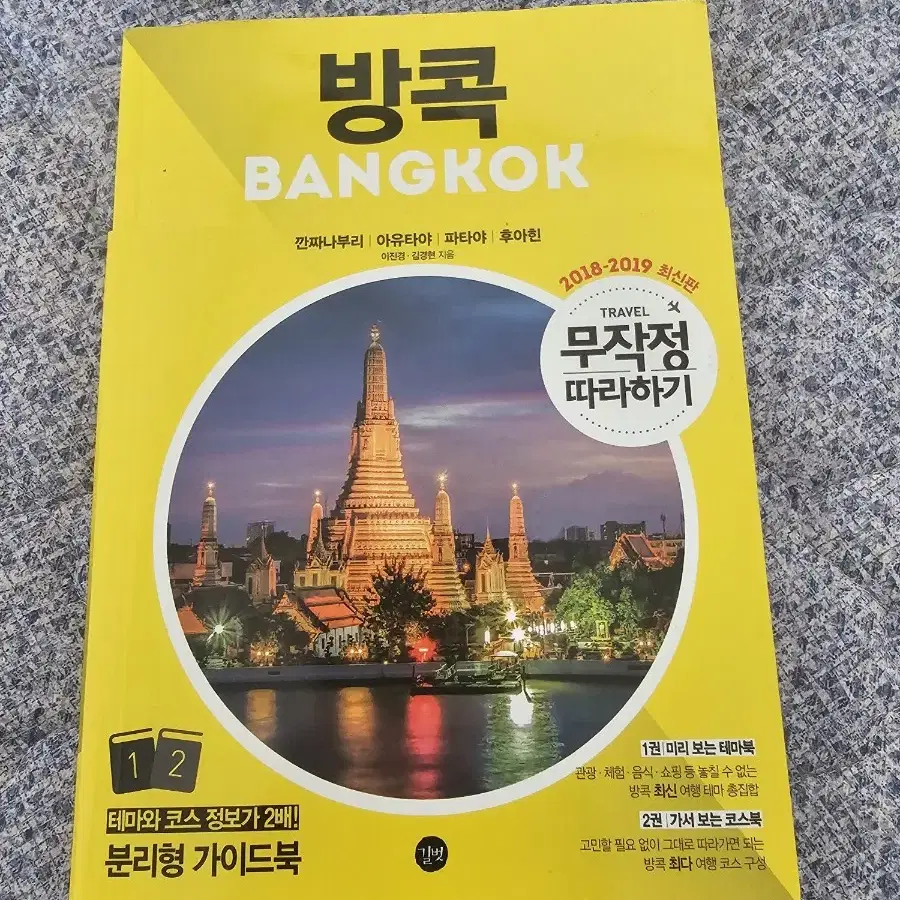 방콕
BANGKOK
깐짜나부리 | 아유타야 | 파타야 | 후아힌
이진경 · 김경현 지음
2018-2019 최신판
TRAVEL
무작정
따라하기
1 2
테마와 코스 정보가 2배!
분리형 가이드북
길벗
1권 | 미리 보는 테마북
관광 · 체험 · 음식 · 쇼핑 등 놓칠 수 없는
방콕 최신 여행 테마 총집합
2권 | 가서 보는 코스북
고민할 필요 없이 그대로 따라가면 되는
방콕 최다 여행 코스 구성